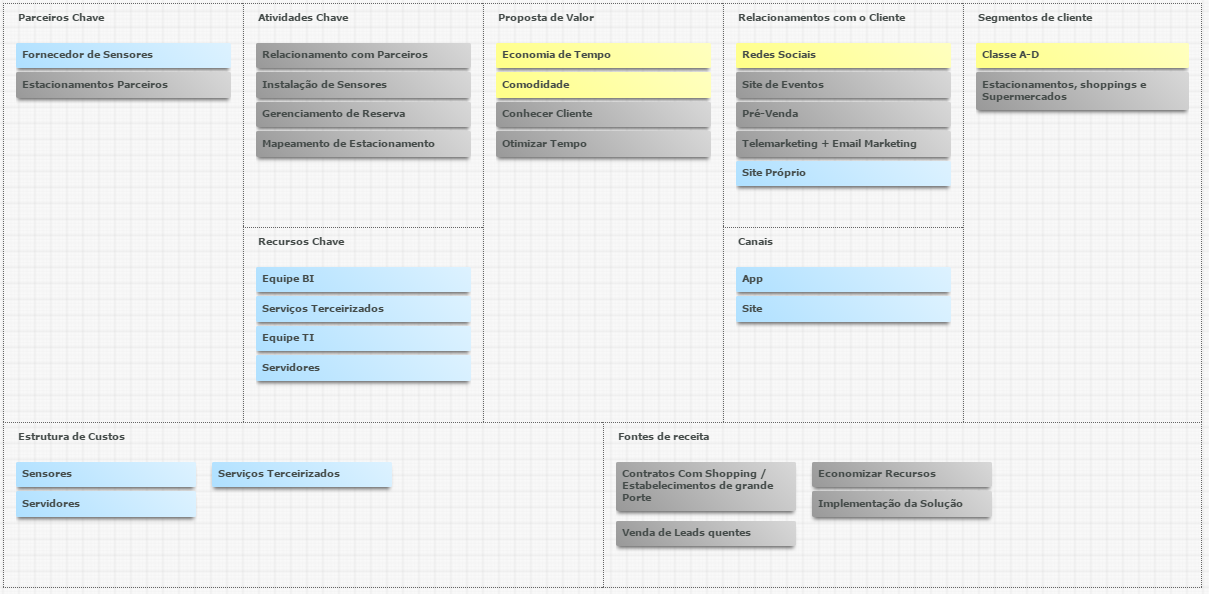 Parceiros Chave
Fornecedor de Sensores
Estacionamentos Parceiros
Atividades Chave
Relacionamento com Parceiros
Instalação de Sensores
Gerenciamento de Reserva
Mapeamento de Estacionamento
Recursos Chave
Equipe BI
Serviços Terceirizados
Equipe TI
Servidores
Proposta de Valor
Economia de Tempo
Comodidade
Conhecer Cliente
Otimizar Tempo
Relacionamentos com o Cliente
Redes Sociais
Site de Eventos
Pré-Venda
Telemarketing + Email Marketing
Site Próprio
Canais
App
Site
Segmentos de cliente
Classe A-D
Estacionamentos, shoppings e
Supermercados
Estrutura de Custos
Sensores
Servidores
Serviços Terceirizados
Fontes de receita
Contratos Com Shopping /
Estabelecimentos de grande
Porte
Venda de Leads quentes
Economizar Recursos
Implementação da Solução